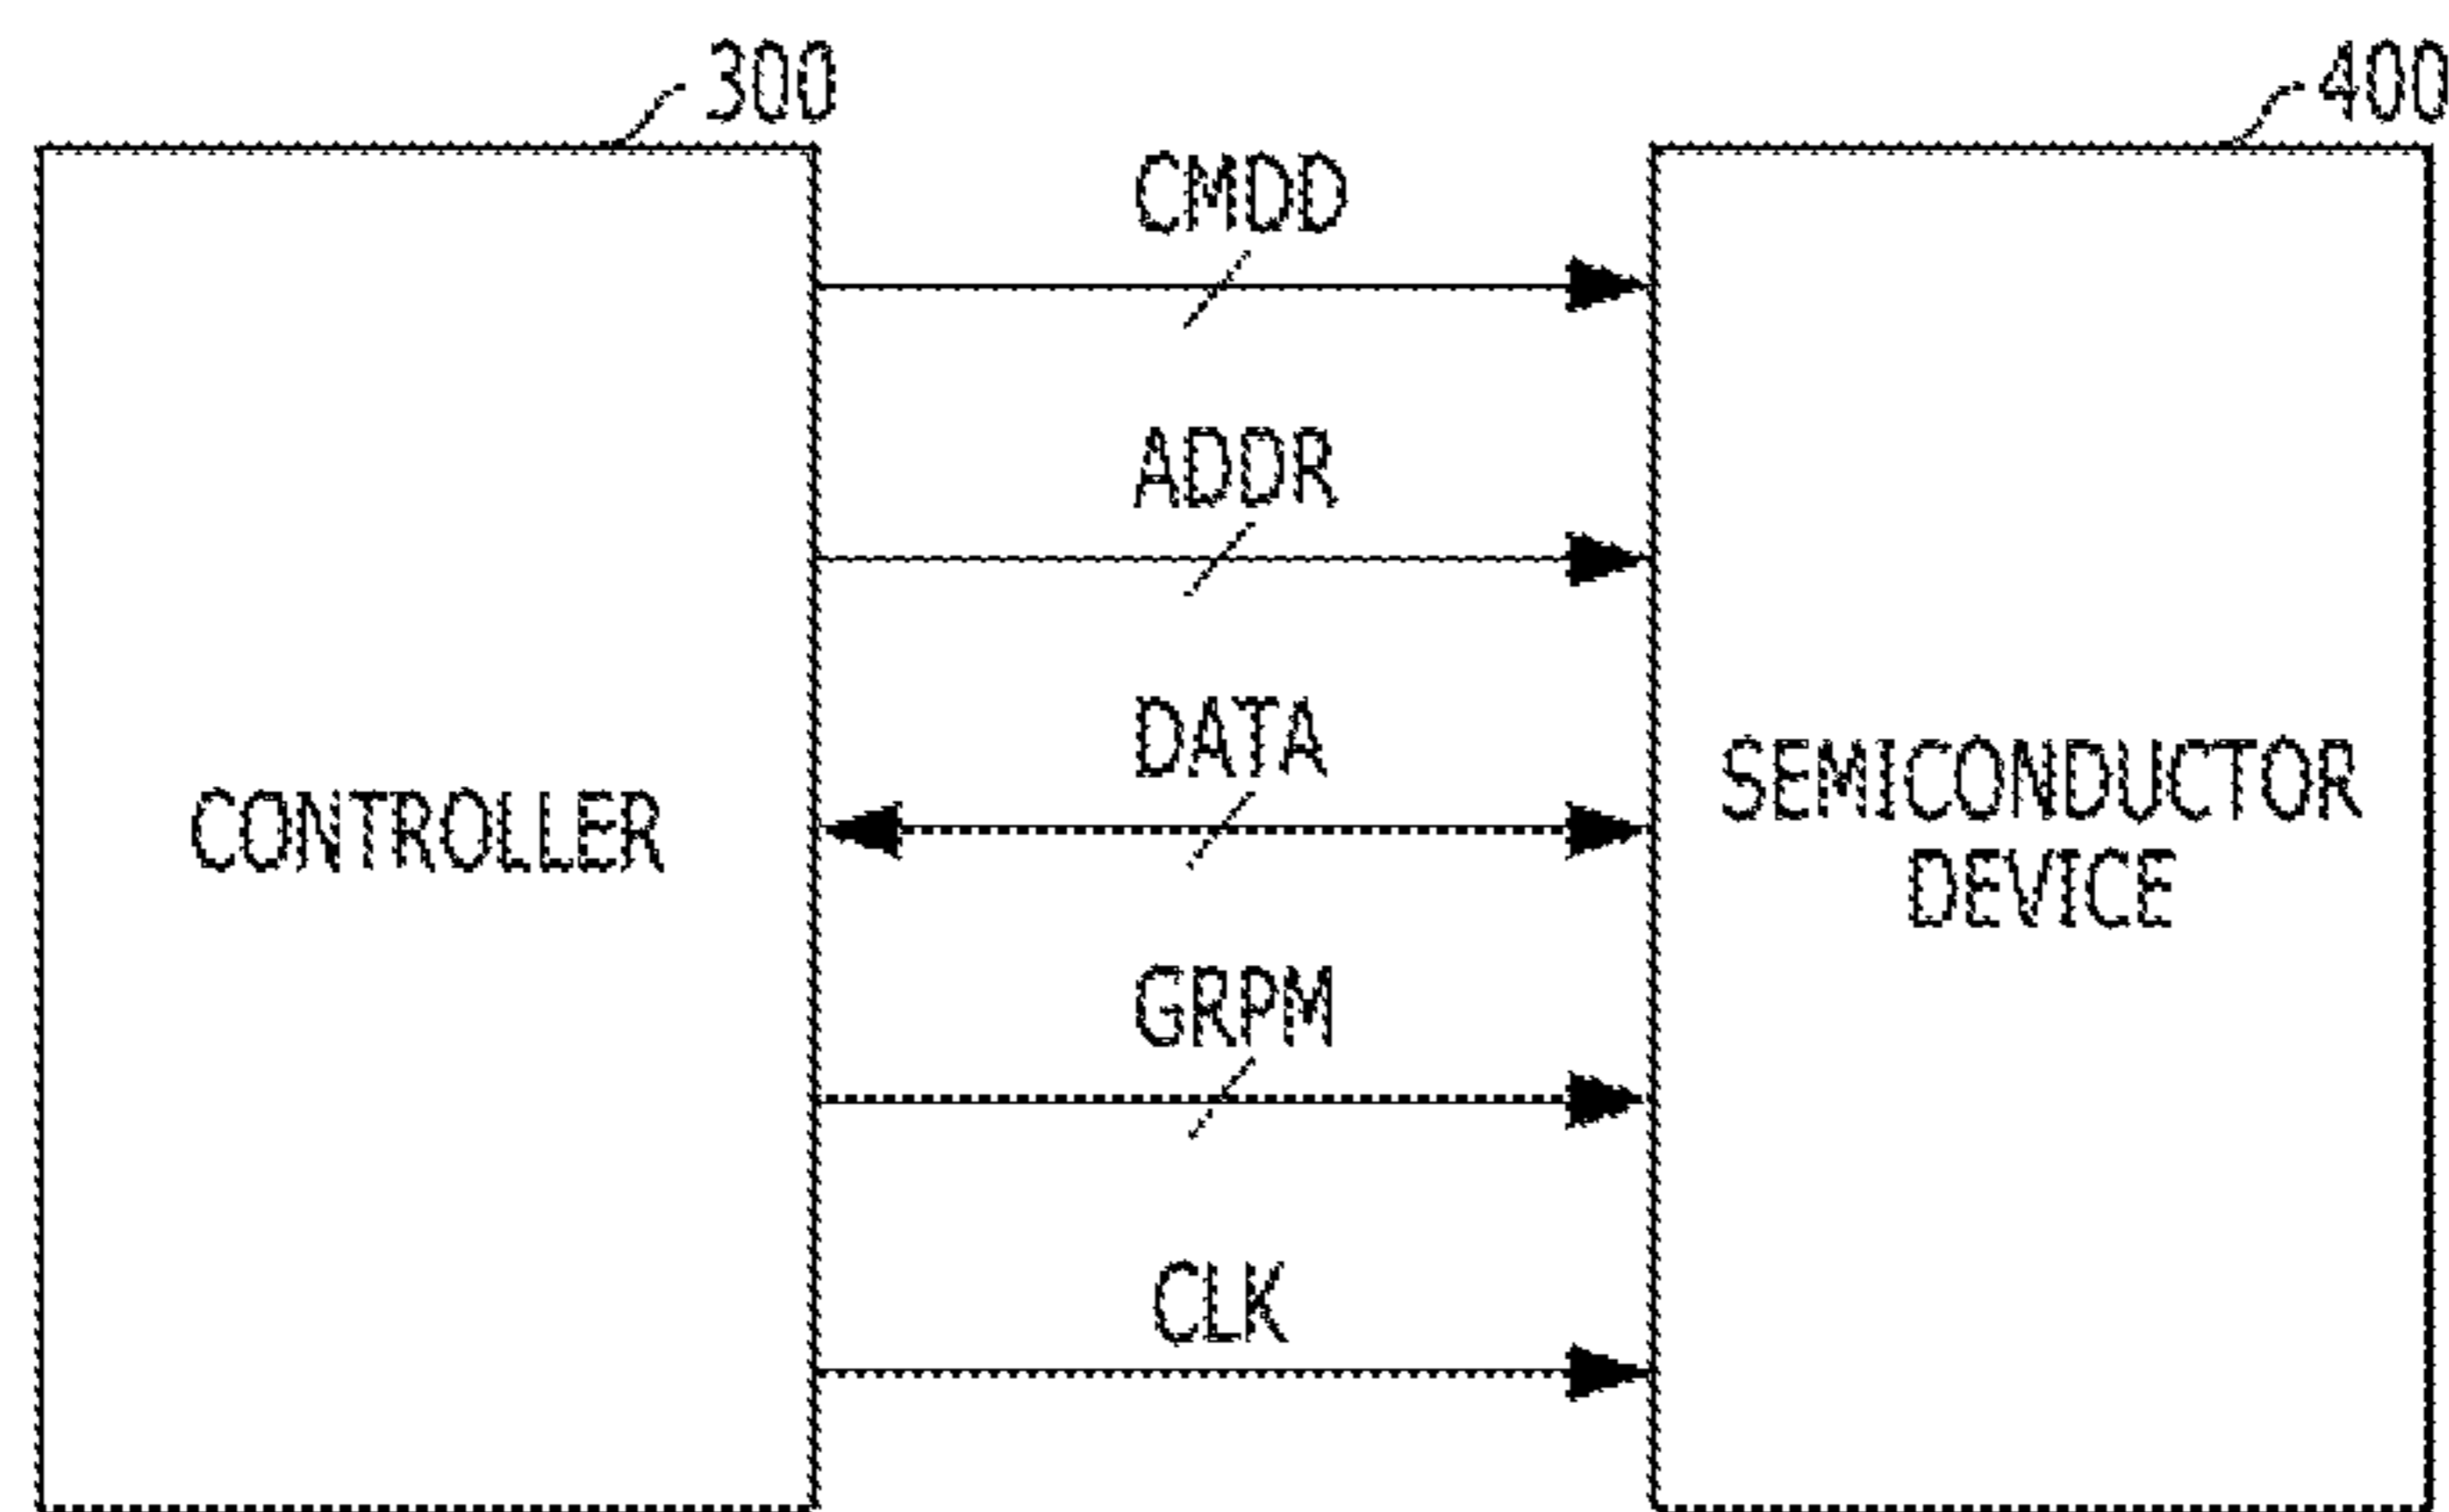 300
400
CMDD
ADDR
DATA
CONTROLLER
SEMICONDUCTOR
DEVICE
GRPM
CLK